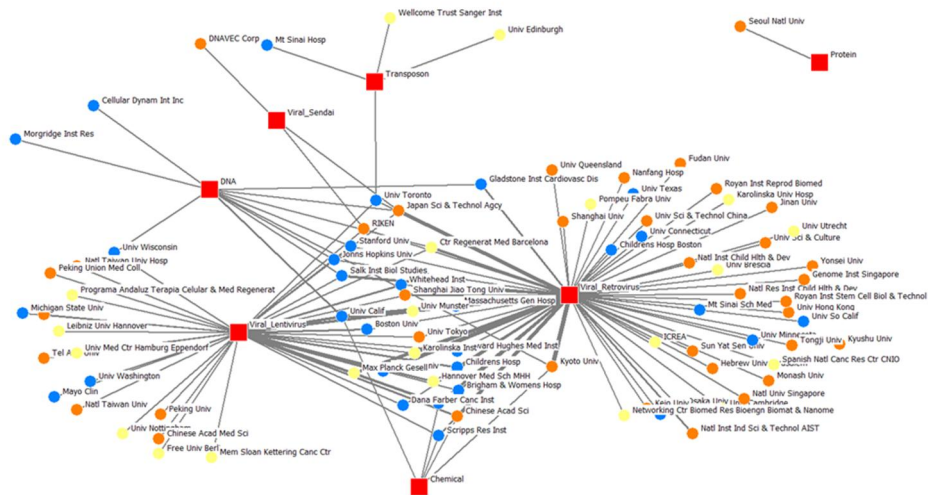 Wellcome Trust Sanger Inst
Seoul Natl Univ
Univ Edinburgh
DNAVEC Corp
Mt Sinai Hosp
Protein
Transposon
Cellular Dynam Int Inc
Viral_Sendai
Morgridge Inst Res
Fudan Univ
Univ Queensland
Nanfang Hosp
DNA
Gladstone Inst Cardiovasc Dis
Royan Inst Reprod Biomed
Univ Texas
Karolinska Univ Hosp
Univ Toronto
Pompeu Fabra Univ
Jinan Univ
Japan Sci & Technol Agcy
Shanghai Univ
Univ Sci & Technol China
RIKEN
Univ Connecticut
Univ Utrecht
Stanford Univ
Ctr Regenerat Med Barcelona
Univ Sci & Culture
Univ Wisconsin
Childrens Hosp Boston
Johns Hopkins Univ
Natl Taiwan Univ Hosp
Natl Inst Child Hlth & Dev
Yonsei Univ
Peking Union Med Coll
Salk Inst Biol Studies
Univ Brescia
Whitehead Inst
Genome Inst Singapore
Programa Andaluz Terapia Celular & Med Regenerat
Shanghai Jiao Tong Univ
Viral_Retrovirus
Natl Res Inst Child Hlth & Dev
Massachusetts Gen Hosp
Royan Inst Stem Cell Biol & Technol
Michigan State Univ
Univ Munster
Mt Sinai Sch Med
Univ Hong Kong
Univ Calif
Univ So Calif
Leibniz Univ Hannover
Viral_Lentivirus
Boston Univ
Univ Tokyo
ICREA
Univ Minnesota
Tongji Univ
Kyushu Univ
Univ Med Ctr Hamburg Eppendorf
Karolinska Inst
vard Hughes Med Inst
Sun Yat Sen Univ
Tel A
Max Planck Gesell
Childrens Hosp
Kyoto Univ
Hebrew Univ
Spanish Natl Canc Res Ctr CNIO
Univ Washington
Hannover Med Sch MHH
Monash Univ
Mayo Clin
Brigham & Womens Hosp
Natl Taiwan Univ
Dana Farber Canc Inst
Natl Univ Singapore
Peking Univ
Chinese Acad Sci
Keio Univ
Networking Ctr Biomed Res Bioengn Biomat & Nanome
Univ Nottingham
Chinese Acad Med Sci
Scripps Res Inst
Natl Inst Ind Sci & Technol AIST
Free Univ Berl
Mem Sloan Kettering Canc Ctr
Chemical